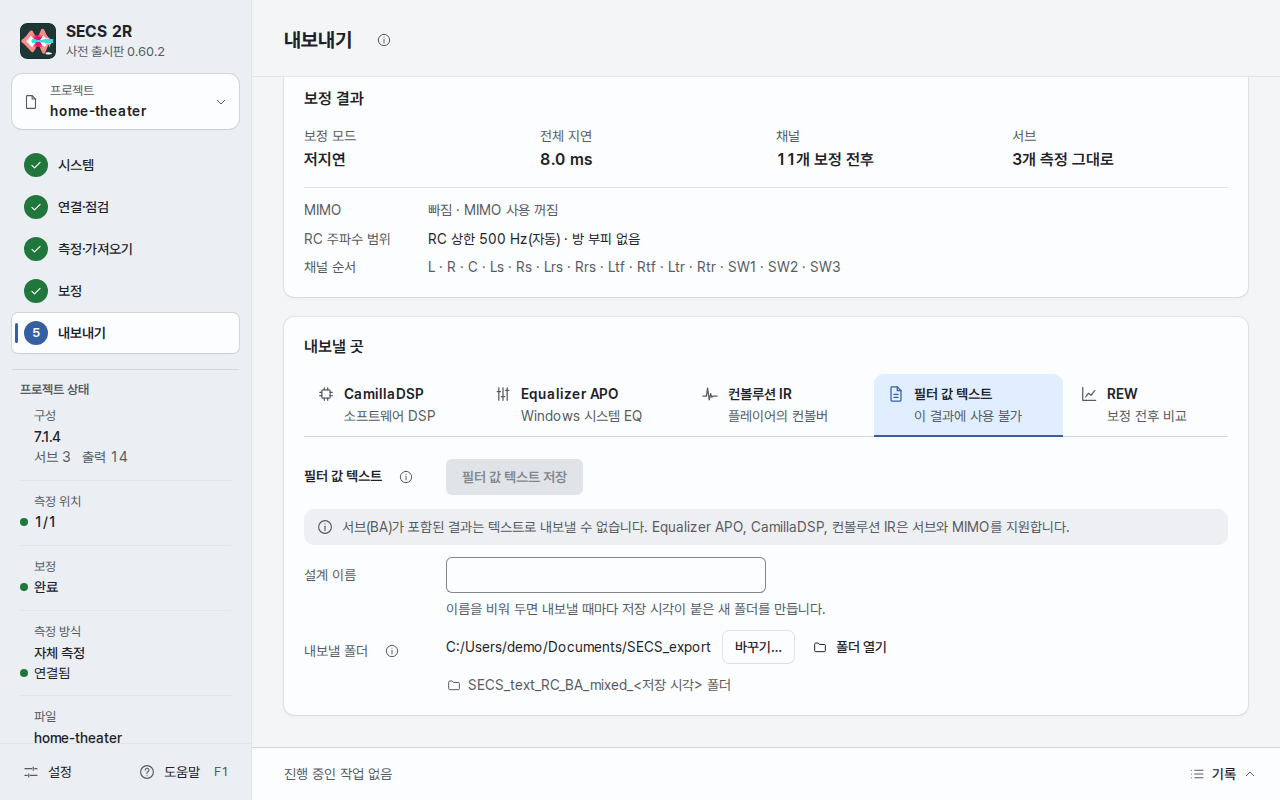 SECS 2R
사전 출시판 0.60.2
프로젝트
home-theater
시스템
연결·점검
측정·가져오기
보정
5 내보내기
프로젝트 상태
구성
7.1.4
서브 3 출력 14
측정 위치
1/1
보정
완료
측정 방식
자체 측정
연결됨
파일
home-theater
설정
도움말 F1
내보내기
보정 결과
보정 모드 전체 지연 채널 서브
저지연 8.0 ms 11개 보정 전후 3개 측정 그대로
MIMO 빠짐 · MIMO 사용 꺼짐
RC 주파수 범위 RC 상한 500 Hz(자동) · 방 부피 없음
채널 순서 L · R · C · Ls · Rs · Lrs · Rrs · Ltf · Rtf · Ltr · Rtr · SW1 · SW2 · SW3
내보낼 곳
CamillaDSP Equalizer APO 컨볼루션 IR 필터 값 텍스트 REW
소프트웨어 DSP Windows 시스템 EQ 플레이어의 컨볼버 이 결과에 사용 불가 보정 전후 비교
필터 값 텍스트 필터 값 텍스트 저장
서브(BA)가 포함된 결과는 텍스트로 내보낼 수 없습니다. Equalizer APO, CamillaDSP, 컨볼루션 IR은 서브와 MIMO를 지원합니다.
설계 이름
이름을 비워 두면 내보낼 때마다 저장 시각이 붙은 새 폴더를 만듭니다.
내보낼 폴더 C:/Users/demo/Documents/SECS_export 바꾸기... 폴더 열기
SECS_text_RC_BA_mixed_<저장 시각> 폴더
진행 중인 작업 없음 기록